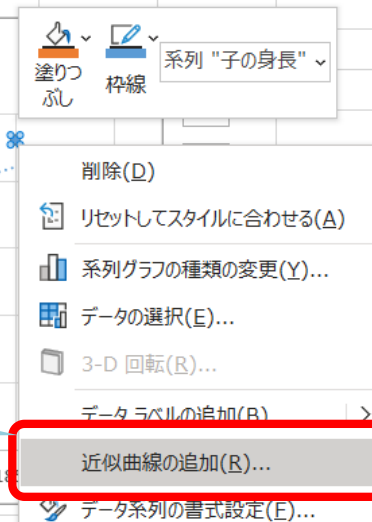 塗りつ
ぶし
枠線
系列 "子の身長"
削除(D)
リセットしてスタイルに合わせる(A)
系列グラフの種類の変更(Y)...
データの選択(E)...
3-D 回転(R)...
データ ラベルの追加(B)
近似曲線の追加(R)...
データ系列の書式設定(F)...